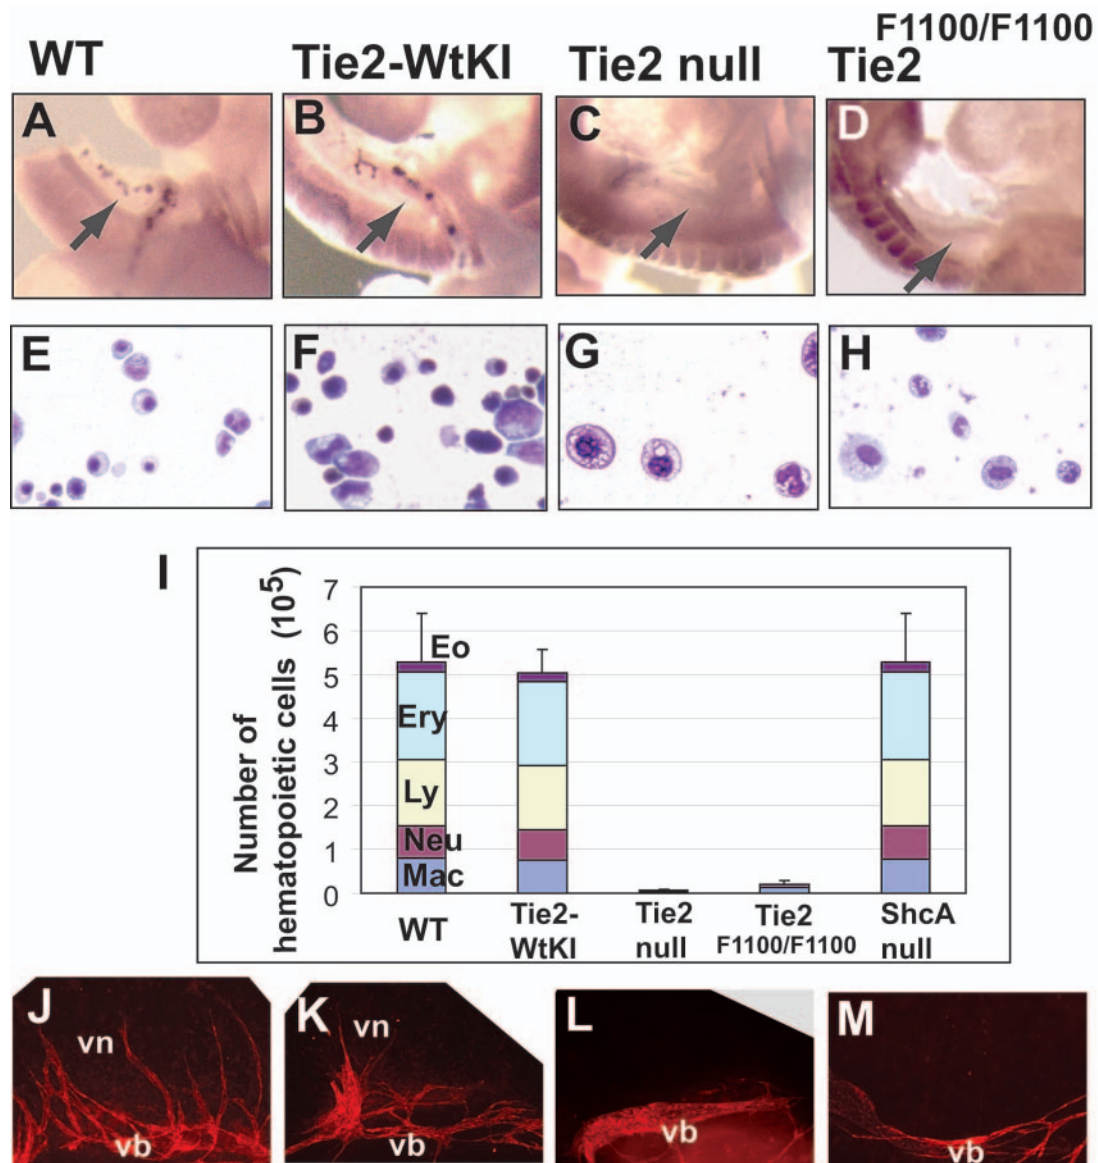 WT
Tie2-WtKI
Tie2 null
Tie2 F1100/F1100
A
B
C
D
E
F
G
H
I
Number of
hematopoietic cells (10⁵)
7
6
5
4
3
2
1
0
Eo
Ery
Ly
Neu
Mac
WT
Tie2-
WtKI
Tie2
null
Tie2
F1100/F1100
ShcA
null
J
vn
vb
K
vn
vb
L
vb
M
vb